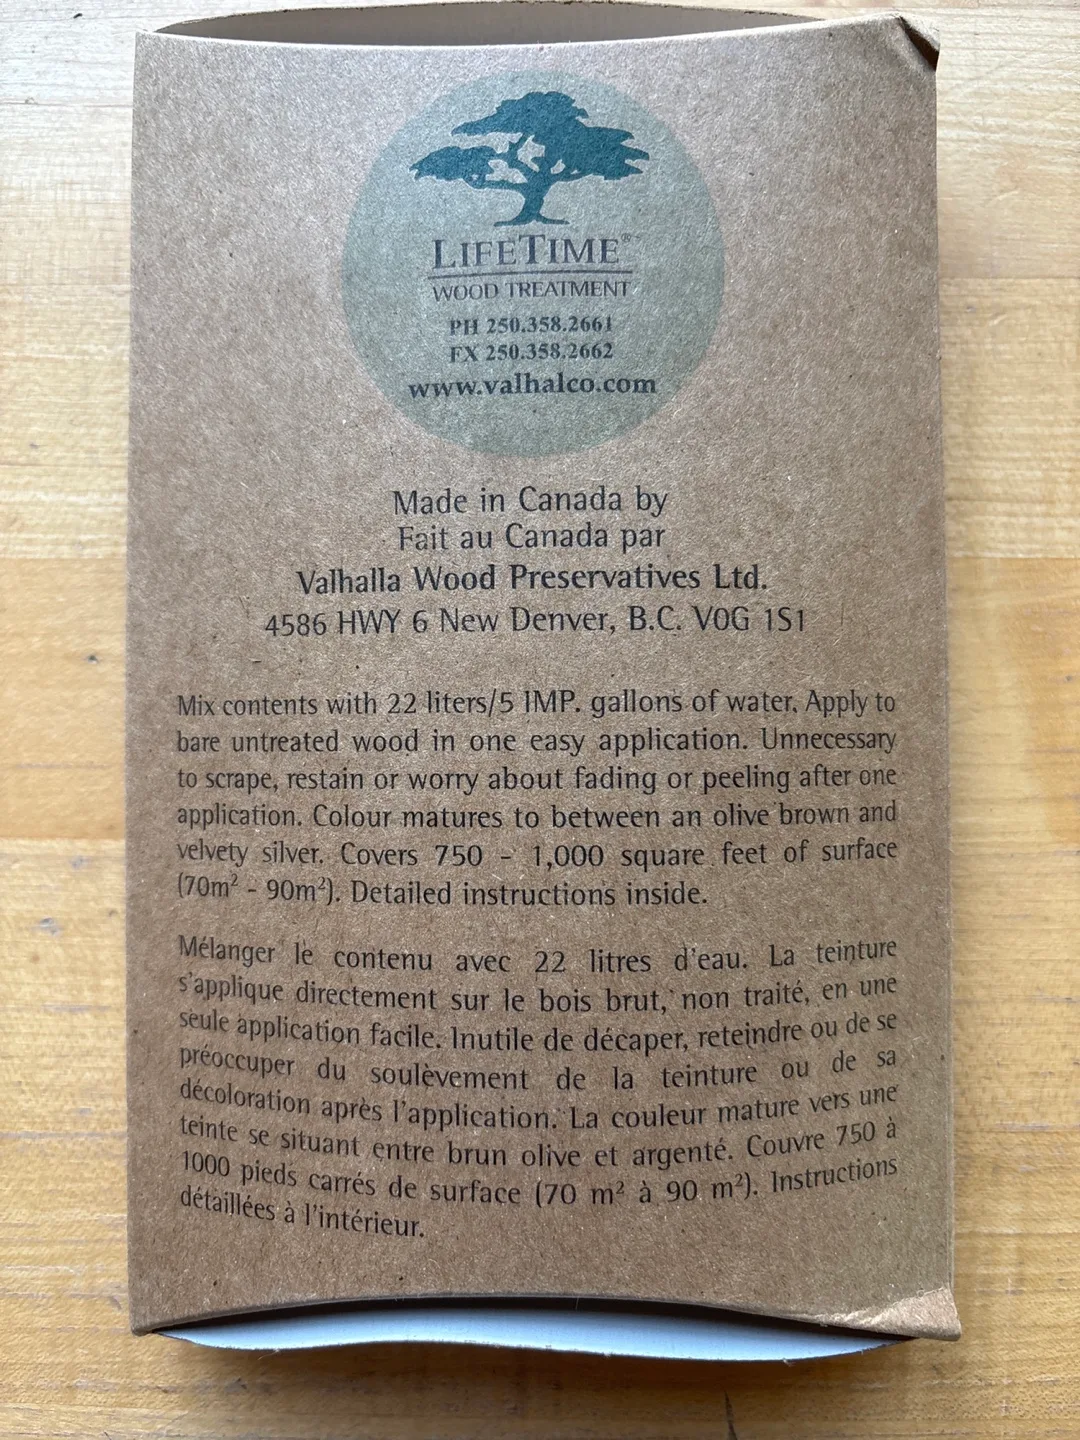 LIFETIME®
WOOD TREATMENT
PH 250.358.2661
FX 250.358.2662
www.valhalco.com
Made in Canada by
Fait au Canada par
Valhalla Wood Preservatives Ltd.
4586 HWY 6 New Denver, B.C. V0G 1S1
Mix contents with 22 liters/5 IMP. gallons of water. Apply to
bare untreated wood in one easy application. Unnecessary
to scrape, restain or worry about fading or peeling after one
application. Colour matures to between an olive brown and
velvety silver. Covers 750 - 1,000 square feet of surface
(70m² - 90m²). Detailed instructions inside.
Mélanger le contenu avec 22 litres d'eau. La teinture
s'applique directement sur le bois brut, non traité, en une
seule application facile. Inutile de décaper, reteindre ou de se
préoccuper du soulèvement de la teinture ou de sa
décoloration après l'application. La couleur mature vers une
teinte se situant entre brun olive et argenté. Couvre 750 à
1000 pieds carrés de surface (70 m² à 90 m²). Instructions
détaillées à l'intérieur.